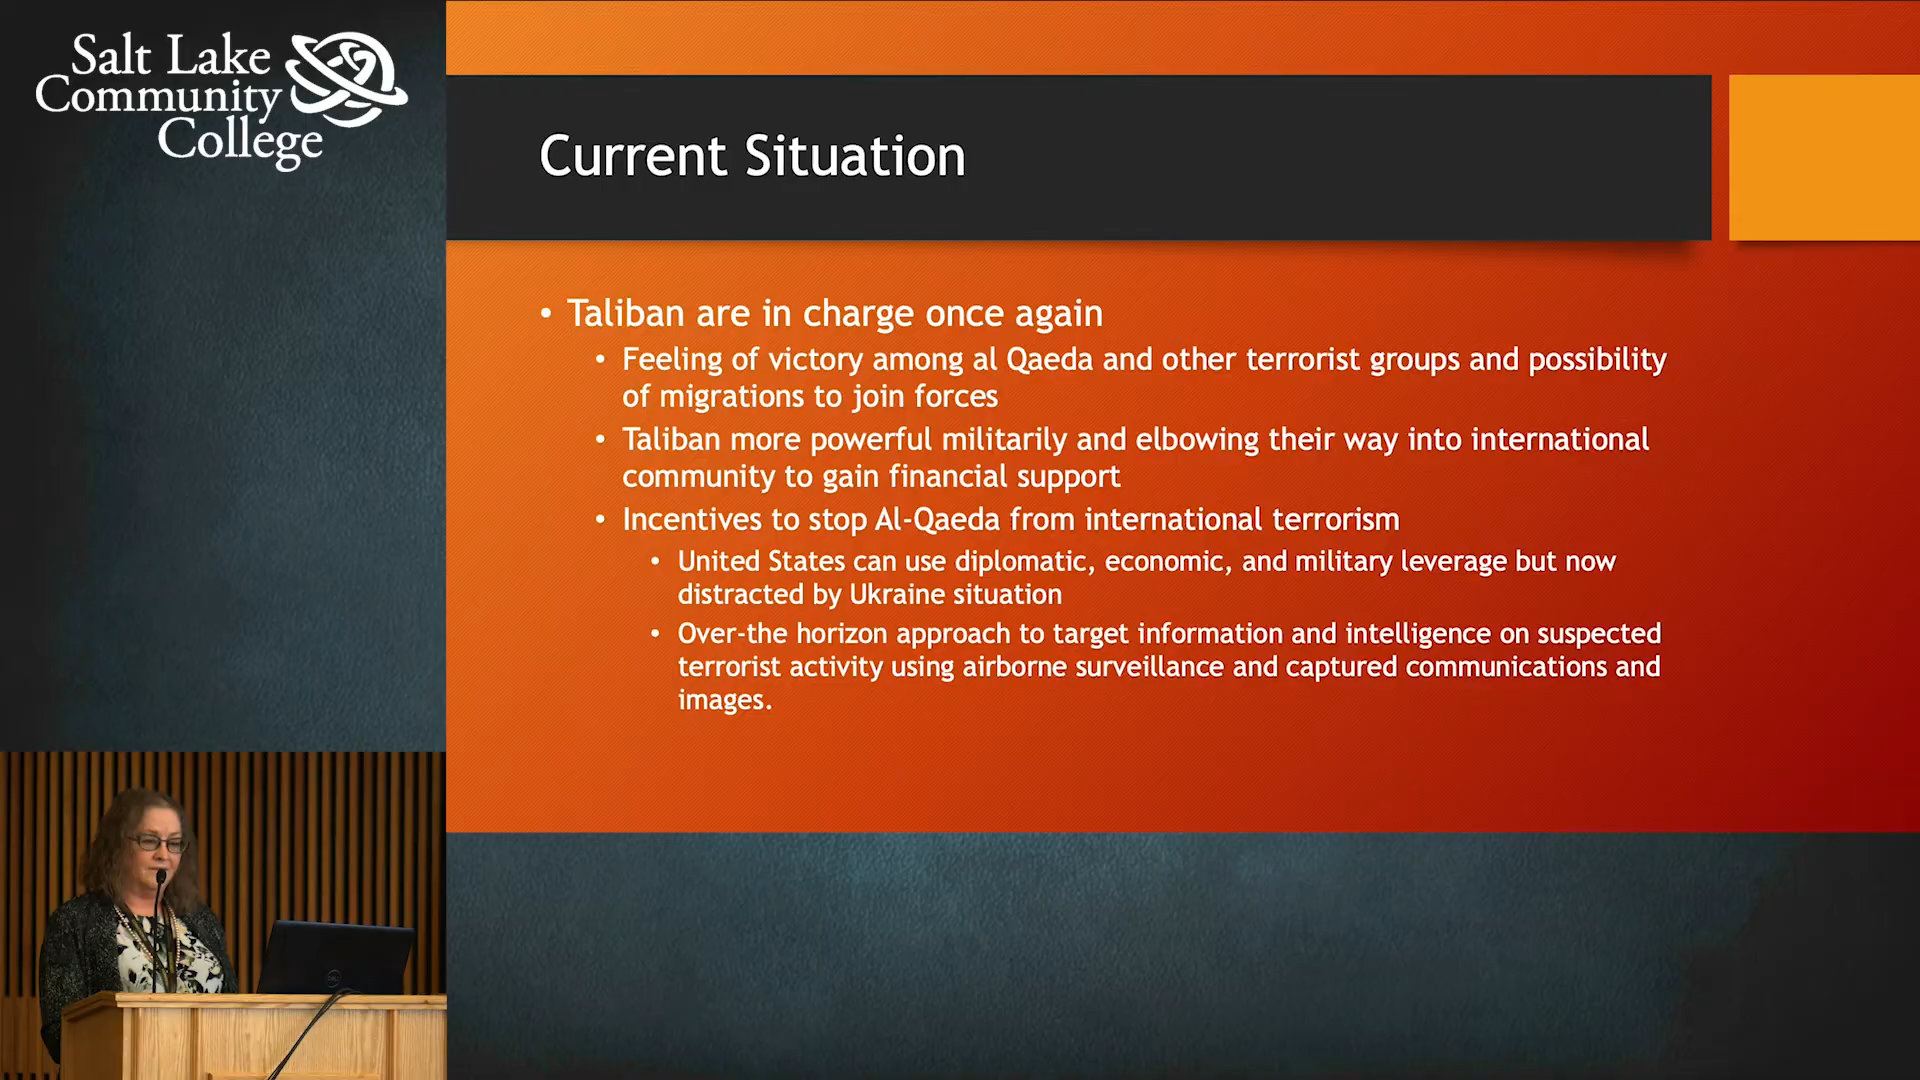 Salt Lake
Community
College
Current Situation
• Taliban are in charge once again
• Feeling of victory among al Qaeda and other terrorist groups and possibility
of migrations to join forces
• Taliban more powerful militarily and elbowing their way into international
community to gain financial support
• Incentives to stop Al-Qaeda from international terrorism
• United States can use diplomatic, economic, and military leverage but now
distracted by Ukraine situation
• Over-the horizon approach to target information and intelligence on suspected
terrorist activity using airborne surveillance and captured communications and
images.